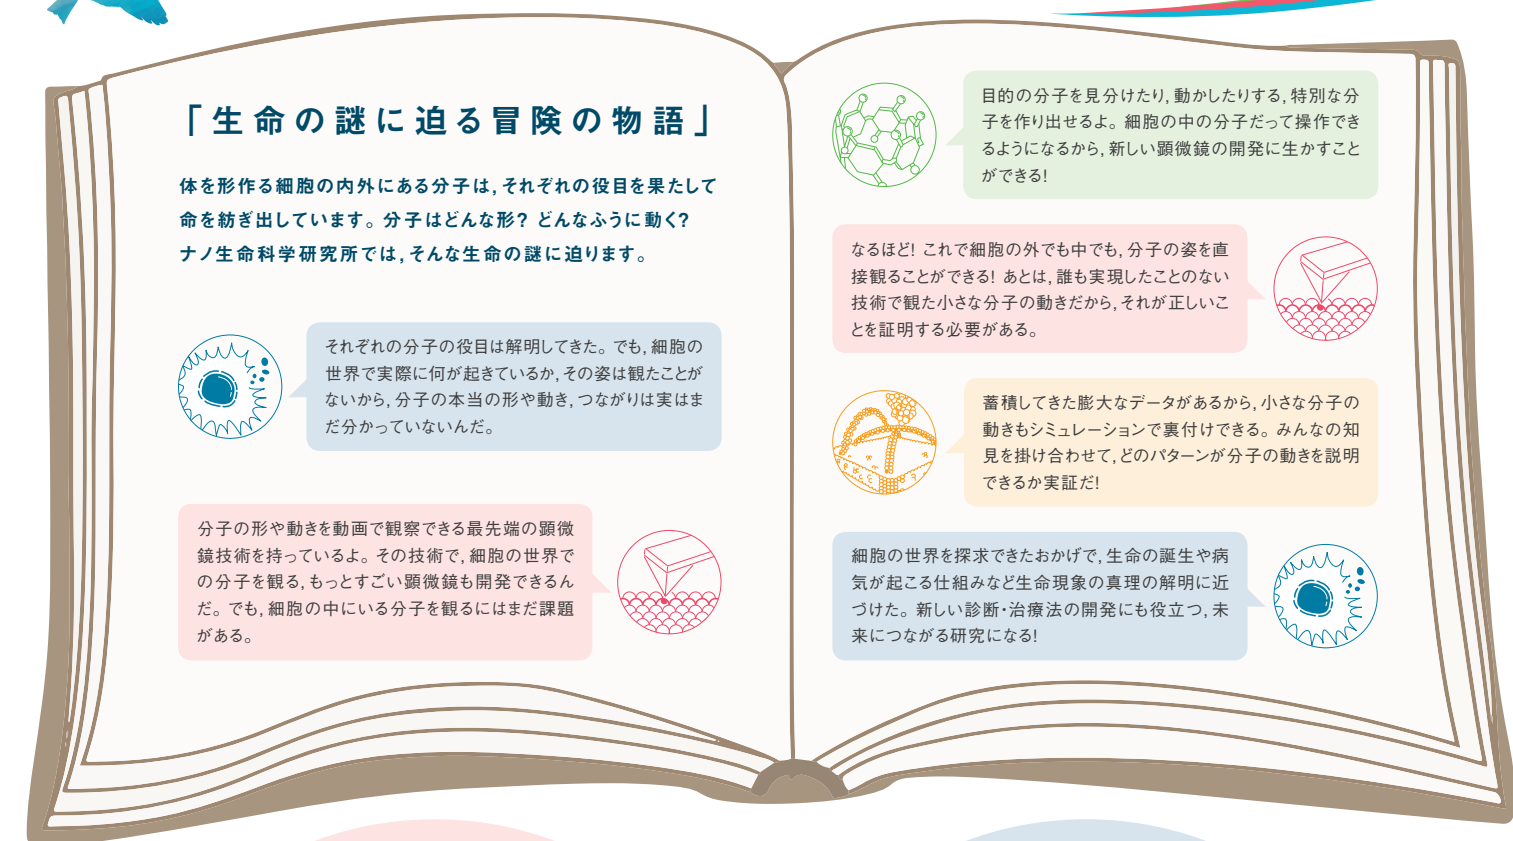 「生命の謎に迫る冒険の物語」
体を形作る細胞の内外にある分子は,それぞれの役目を果たして
命を紡ぎ出しています。分子はどんな形? どんなふうに動く?
ナノ生命科学研究所では,そんな生命の謎に迫ります。
それぞれの分子の役目は解明してきた。でも,細胞の
世界で実際に何が起きているか,その姿は観たことが
ないから,分子の本当の形や動き,つながりは実はま
だ分かっていないんだ。
分子の形や動きを動画で観察できる最先端の顕微
鏡技術を持っているよ。その技術で,細胞の世界で
の分子を観る,もっとすごい顕微鏡も開発できるん
だ。でも,細胞の中にいる分子を観るにはまだ課題
がある。
目的の分子を見分けたり,動かしたりする,特別な分
子を作り出せるよ。細胞の中の分子だって操作でき
るようになるから,新しい顕微鏡の開発に生かすこと
ができる!
なるほど! これで細胞の外でも中でも,分子の姿を直
接観ることができる! あとは,誰も実現したことのない
技術で観た小さな分子の動きだから,それが正しいこ
とを証明する必要がある。
蓄積してきた膨大なデータがあるから,小さな分子の
動きもシミュレーションで裏付けできる。みんなの知
見を掛け合わせて,どのパターンが分子の動きを説明
できるか実証だ!
細胞の世界を探求できたおかげで,生命の誕生や病
気が起こる仕組みなど生命現象の真理の解明に近
づけた。新しい診断・治療法の開発にも役立つ,未
来につながる研究になる!